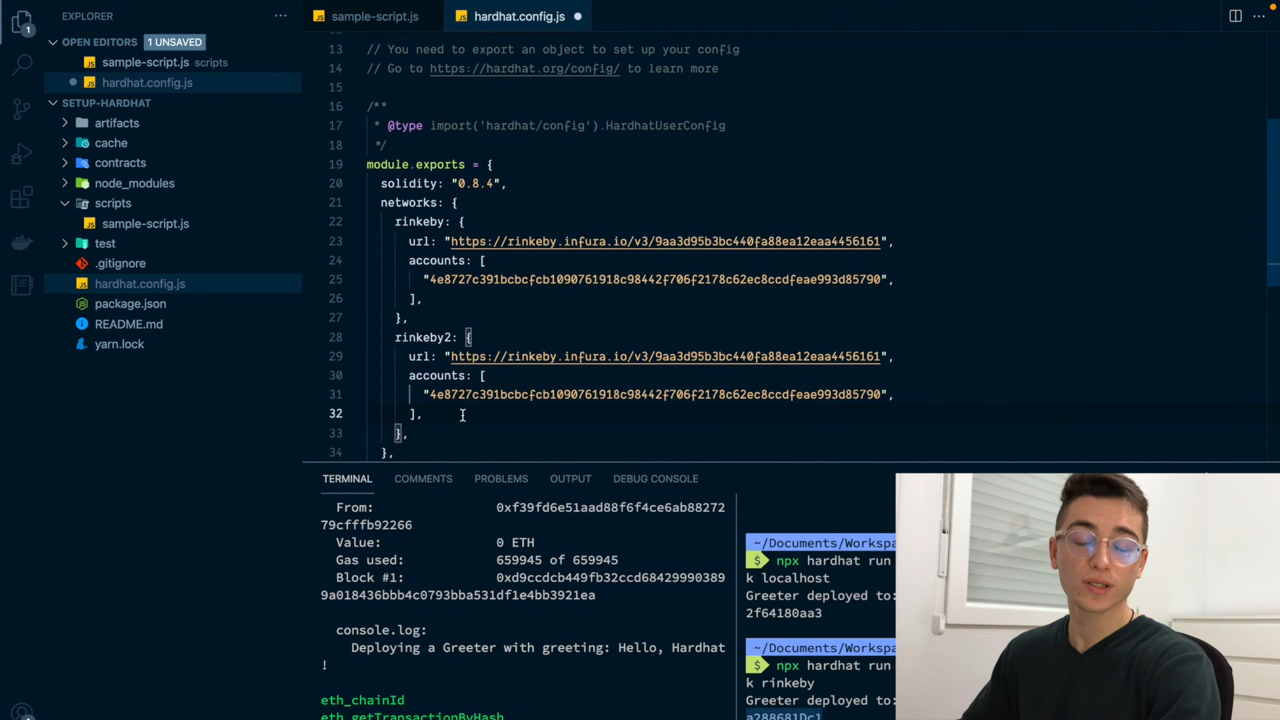 EXPLORER
OPEN EDITORS 1 UNSAVED
sample-script.js scripts
hardhat.config.js
SETUP-HARDHAT
artifacts
cache
contracts
node_modules
scripts
sample-script.js
test
.gitignore
hardhat.config.js
package.json
README.md
yarn.lock
1
sample-script.js
hardhat.config.js
13 // You need to export an object to set up your config
14 // Go to https://hardhat.org/config/ to learn more
15
16 /**
17 * @type import('hardhat/config').HardhatUserConfig
18 */
19 module.exports = {
20 solidity: "0.8.4",
21 networks: {
22 rinkeby: {
23 url: "https://rinkeby.infura.io/v3/9aa3d95b3bc440fa88ea12eaa4456161",
24 accounts: [
25 "4e8727c391bcbcfcb1090761918c98442f706f2178c62ec8ccdfeae993d85790",
26 ],
27 },
28 rinkeby2: {
29 url: "https://rinkeby.infura.io/v3/9aa3d95b3bc440fa88ea12eaa4456161",
30 accounts: [
31 "4e8727c391bcbcfcb1090761918c98442f706f2178c62ec8ccdfeae993d85790",
32 ],
33 },
34 },
TERMINAL COMMENTS PROBLEMS OUTPUT DEBUG CONSOLE
From: 0xf39fd6e51aad88f6f4ce6ab88272
79cfffb92266
Value: 0 ETH
Gas used: 659945 of 659945
Block #1: 0xd9ccdcb449fb32ccd68429990389
9a018436bbb4c0793bba531df1e4bb3921ea
console.log:
Deploying a Greeter with greeting: Hello, Hardhat
!
eth_chainId
eth_getTransactionByHash
~/Documents/Workspa
$ npx hardhat run
k localhost
Greeter deployed to:
2f64180aa3
~/Documents/Workspa
$ npx hardhat run
k rinkeby
Greeter deployed to:
a288681Dc1